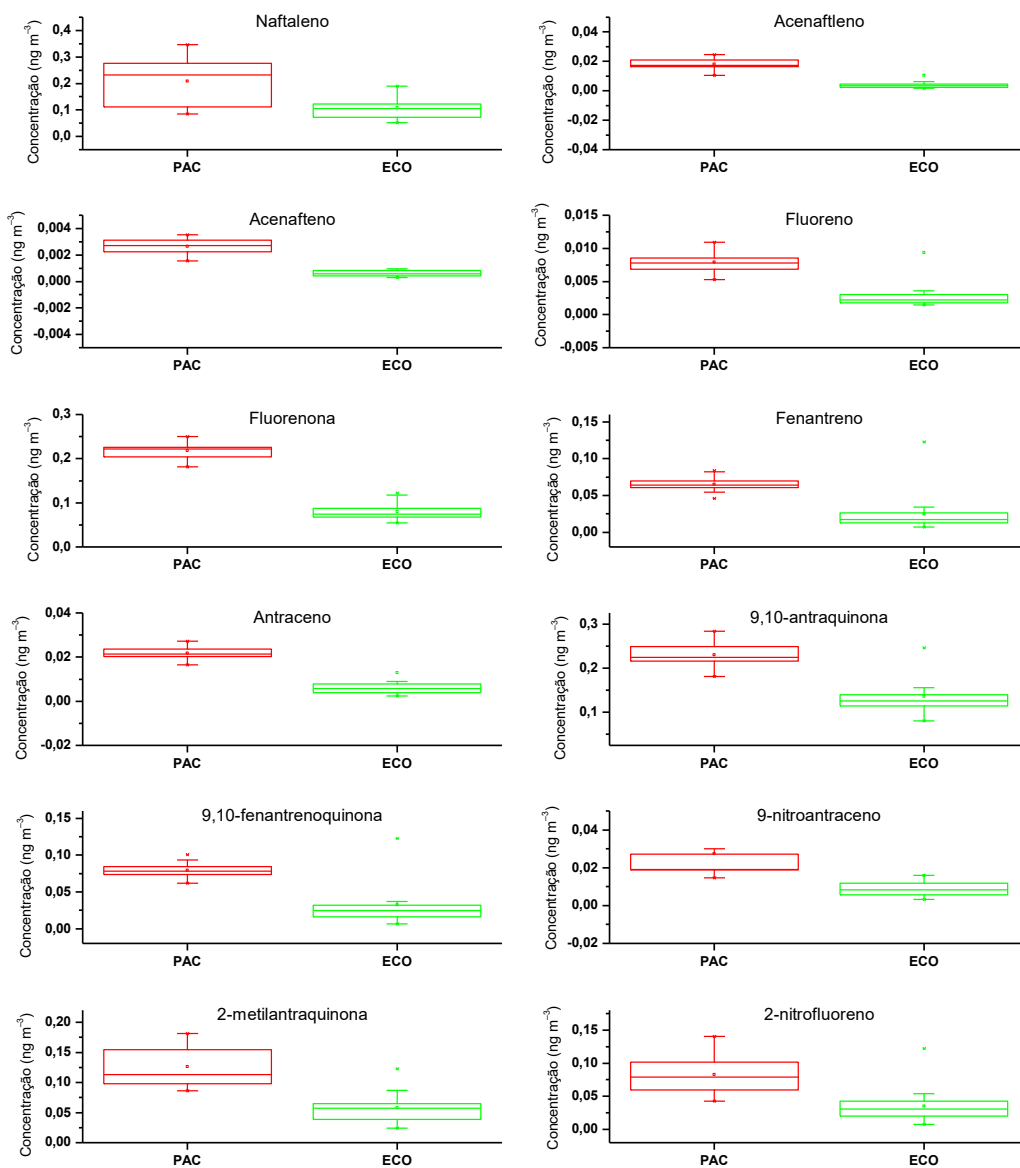 Naftaleno
Concentração (ng m⁻³)
0,4
0,3
0,2
0,1
0,0
PAC
ECO
Acenaftleno
Concentração (ng m⁻³)
0,04
0,02
0,00
-0,02
-0,04
PAC
ECO
Acenafteno
Concentração (ng m⁻³)
0,004
0,002
0,000
-0,002
-0,004
PAC
ECO
Fluoreno
Concentração (ng m⁻³)
0,015
0,010
0,005
0,000
-0,005
PAC
ECO
Fluorenona
Concentração (ng m⁻³)
0,3
0,2
0,1
0,0
PAC
ECO
Fenantreno
Concentração (ng m⁻³)
0,15
0,10
0,05
0,00
PAC
ECO
Antraceno
Concentração (ng m⁻³)
0,04
0,02
0,00
-0,02
PAC
ECO
9,10-antraquinona
Concentração (ng m⁻³)
0,3
0,2
0,1
PAC
ECO
9,10-fenantrenoquinona
Concentração (ng m⁻³)
0,15
0,10
0,05
0,00
PAC
ECO
9-nitroantraceno
Concentração (ng m⁻³)
0,04
0,02
0,00
-0,02
PAC
ECO
2-metilantraquinona
Concentração (ng m⁻³)
0,20
0,15
0,10
0,05
0,00
PAC
ECO
2-nitrofluoreno
Concentração (ng m⁻³)
0,15
0,10
0,05
0,00
PAC
ECO